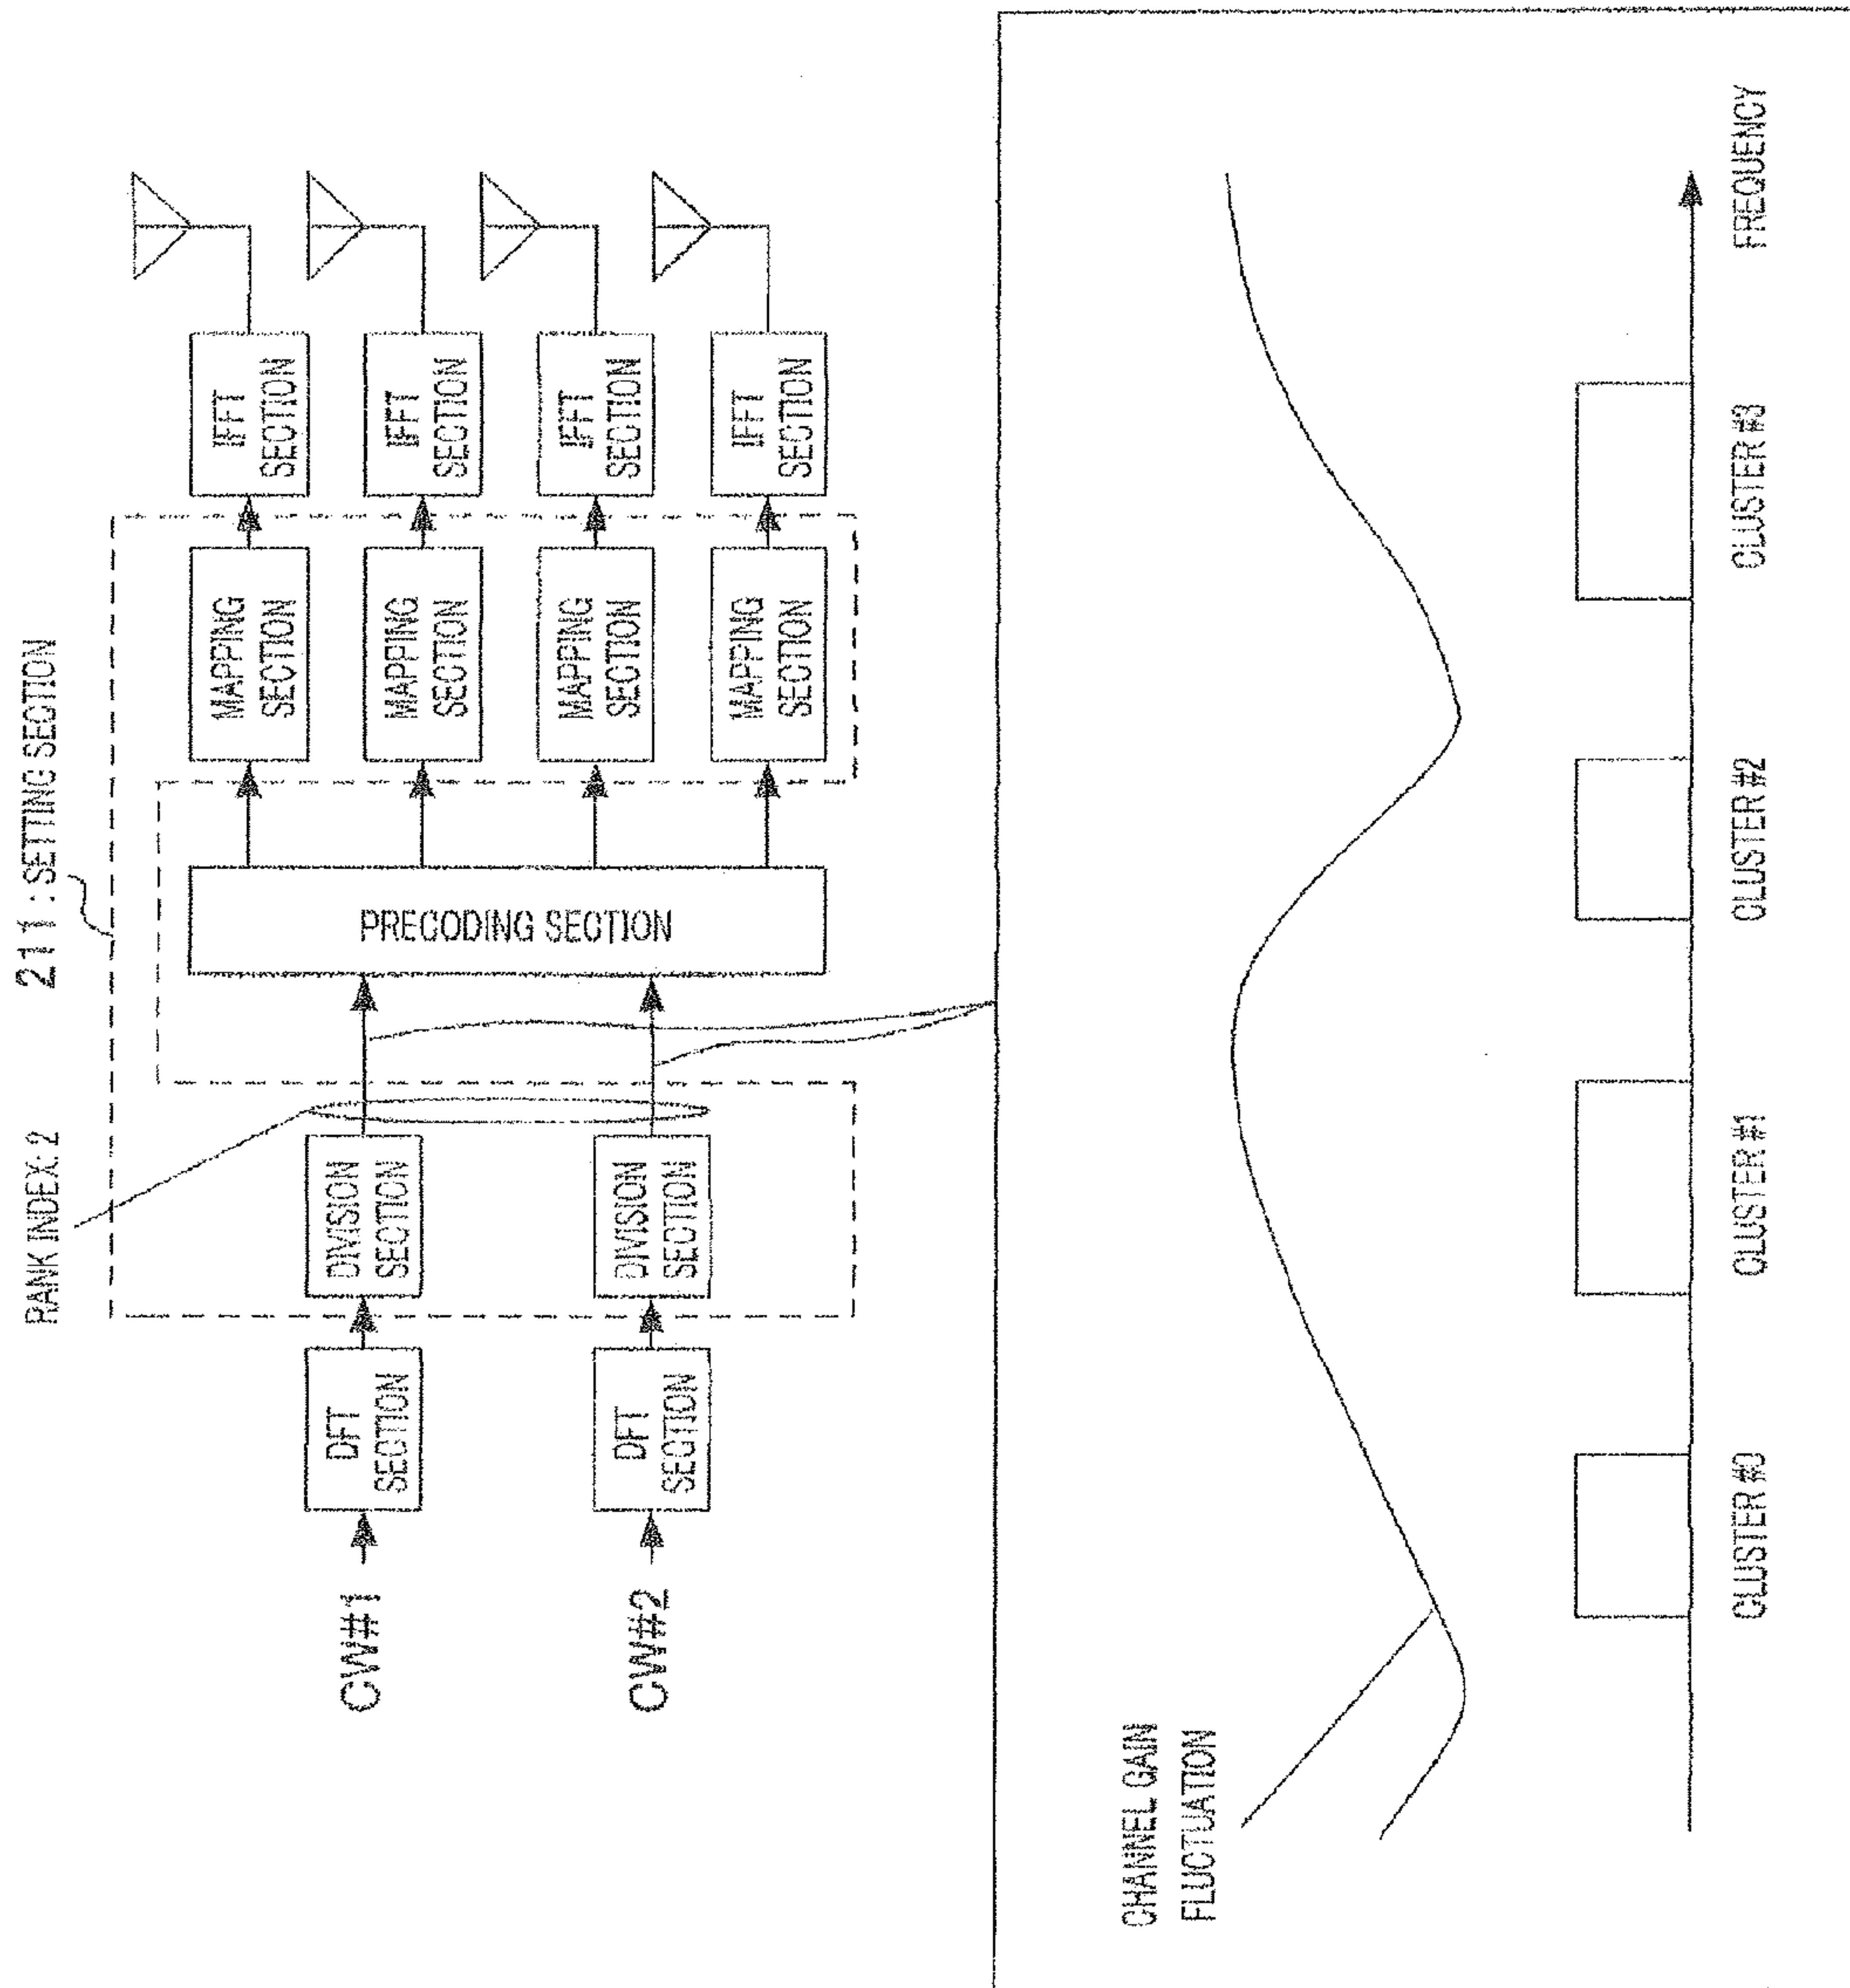 211 : SETTING SECTION
RANK INDEX: 2
CW#1
DFT
SECTION
DIVISION
SECTION
CW#2
DFT
SECTION
DIVISION
SECTION
PRECODING SECTION
MAPPING
SECTION
IFFT
SECTION
MAPPING
SECTION
IFFT
SECTION
MAPPING
SECTION
IFFT
SECTION
MAPPING
SECTION
IFFT
SECTION
CHANNEL GAIN
FLUCTUATION
CLUSTER #0
CLUSTER #1
CLUSTER #2
CLUSTER #3
FREQUENCY